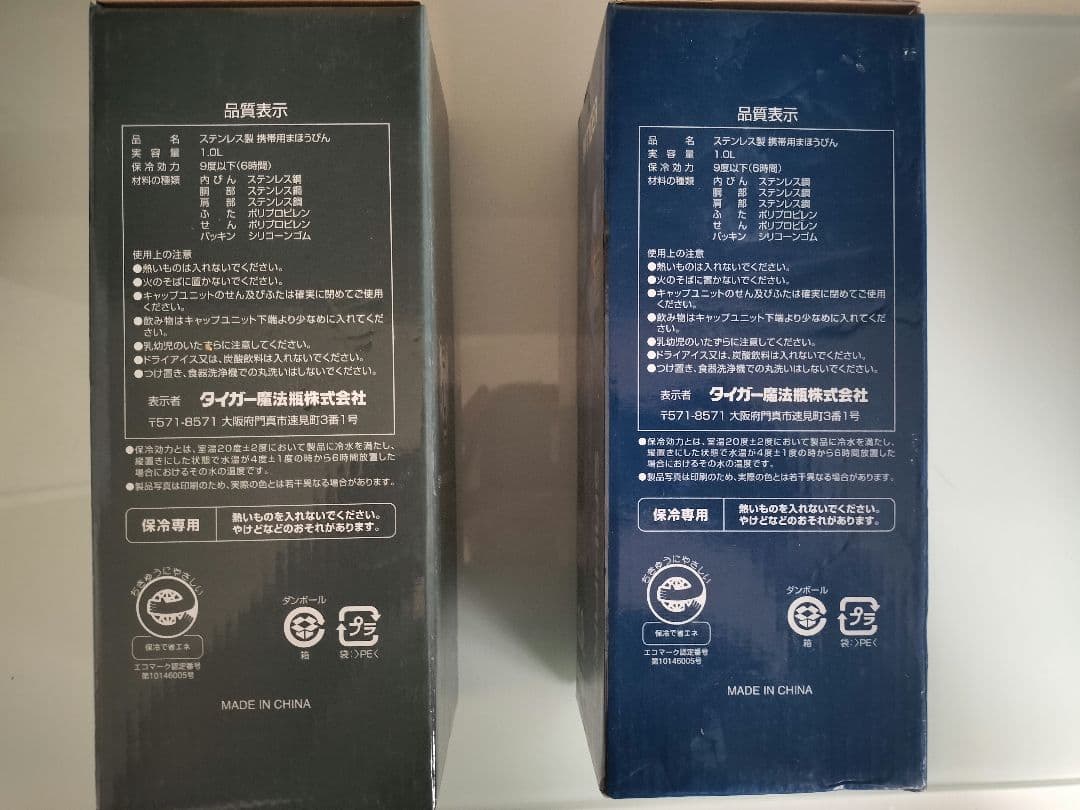 品質表示
品名 ステンレス製 携帯用まほうびん
実容量 1.0L
保冷効力 9度以下(6時間)
材料の種類 内びん ステンレス鋼
胴部 ステンレス鋼
肩部 ステンレス鋼
ふた ポリプロピレン
せん ポリプロピレン
パッキン シリコーンゴム
使用上の注意
●熱いものは入れないでください。
●火のそばに置かないでください。
●キャップユニットのせん及びふたは確実に閉めてご使用
ください。
●飲み物はキャップユニット下端より少なめに入れてくだ
さい。
●乳幼児のいたずらに注意してください。
●ドライアイス又は、炭酸飲料は入れないでください。
●つけ置き、食器洗浄機での丸洗いはしないでください。
表示者 タイガー魔法瓶株式会社
〒571-8571 大阪府門真市速見町3番1号
●保冷効力とは、室温20度±2度において製品に冷水を満たし、
縦置きにした状態で水温が4度±1度の時から6時間放置した
場合におけるその水の温度です。
●製品写真は印刷のため、実際の色とは若干異なる場合があります。
保冷専用 熱いものを入れないでください。
やけどなどのおそれがあります。
ちきゅうにやさしい
保冷で省エネ
エコマーク認定番号
第10146005号
ダンボール
箱
プラ
袋:>PE<
MADE IN CHINA
品質表示
品名 ステンレス製 携帯用まほうびん
実容量 1.0L
保冷効力 9度以下(6時間)
材料の種類 内びん ステンレス鋼
胴部 ステンレス鋼
肩部 ステンレス鋼
ふた ポリプロピレン
せん ポリプロピレン
パッキン シリコーンゴム
使用上の注意
●熱いものは入れないでください。
●火のそばに置かないでください。
●キャップユニットのせん及びふたは確実に閉めてご使用
ください。
●飲み物はキャップユニット下端より少なめに入れてくだ
さい。
●乳幼児のいたずらに注意してください。
●ドライアイス又は、炭酸飲料は入れないでください。
●つけ置き、食器洗浄機での丸洗いはしないでください。
表示者 タイガー魔法瓶株式会社
〒571-8571 大阪府門真市速見町3番1号
●保冷効力とは、室温20度±2度において製品に冷水を満たし、
縦置きにした状態で水温が4度±1度の時から6時間放置した
場合におけるその水の温度です。
●製品写真は印刷のため、実際の色とは若干異なる場合があります。
保冷専用 熱いものを入れないでください。
やけどなどのおそれがあります。
ちきゅうにやさしい
保冷で省エネ
エコマーク認定番号
第10146005号
ダンボール
箱
プラ
袋:>PE<
MADE IN CHINA